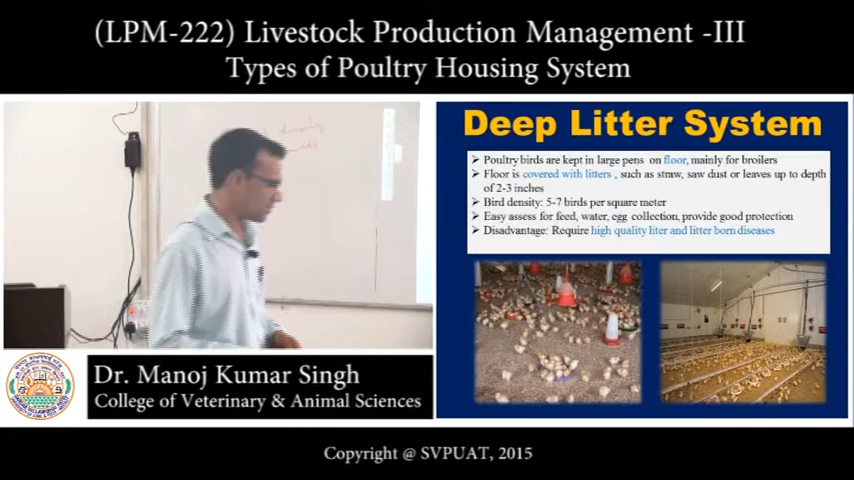 (LPM-222) Livestock Production Management -III
Types of Poultry Housing System
Deep Litter System
➢ Poultry birds are kept in large pens on floor, mainly for broilers
➢ Floor is covered with litters , such as straw, saw dust or leaves up to depth
of 2-3 inches
➢ Bird density: 5-7 birds per square meter
➢ Easy assess for feed, water, egg collection, provide good protection
➢ Disadvantage: Require high quality liter and litter born diseases
Dr. Manoj Kumar Singh
College of Veterinary & Animal Sciences
Copyright @ SVPUAT, 2015